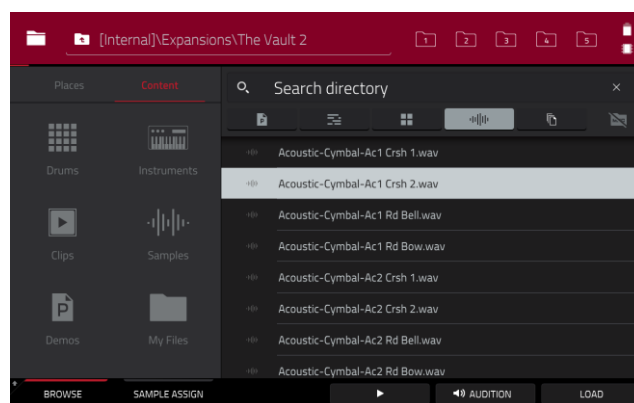 [Internal]\Expansions\The Vault 2
1 2 3 4 5
Places Content
Search directory ×
Drums Instruments
Clips Samples
P
Demos My Files
Acoustic-Cymbal-Ac1 Crsh 1.wav
Acoustic-Cymbal-Ac1 Crsh 2.wav
Acoustic-Cymbal-Ac1 Rd Bell.wav
Acoustic-Cymbal-Ac1 Rd Bow.wav
Acoustic-Cymbal-Ac2 Crsh 1.wav
Acoustic-Cymbal-Ac2 Crsh 2.wav
Acoustic-Cymbal-Ac2 Rd Bell.wav
Acoustic-Cymbal-Ac2 Rd Bow.wav
BROWSE SAMPLE ASSIGN AUDITION LOAD